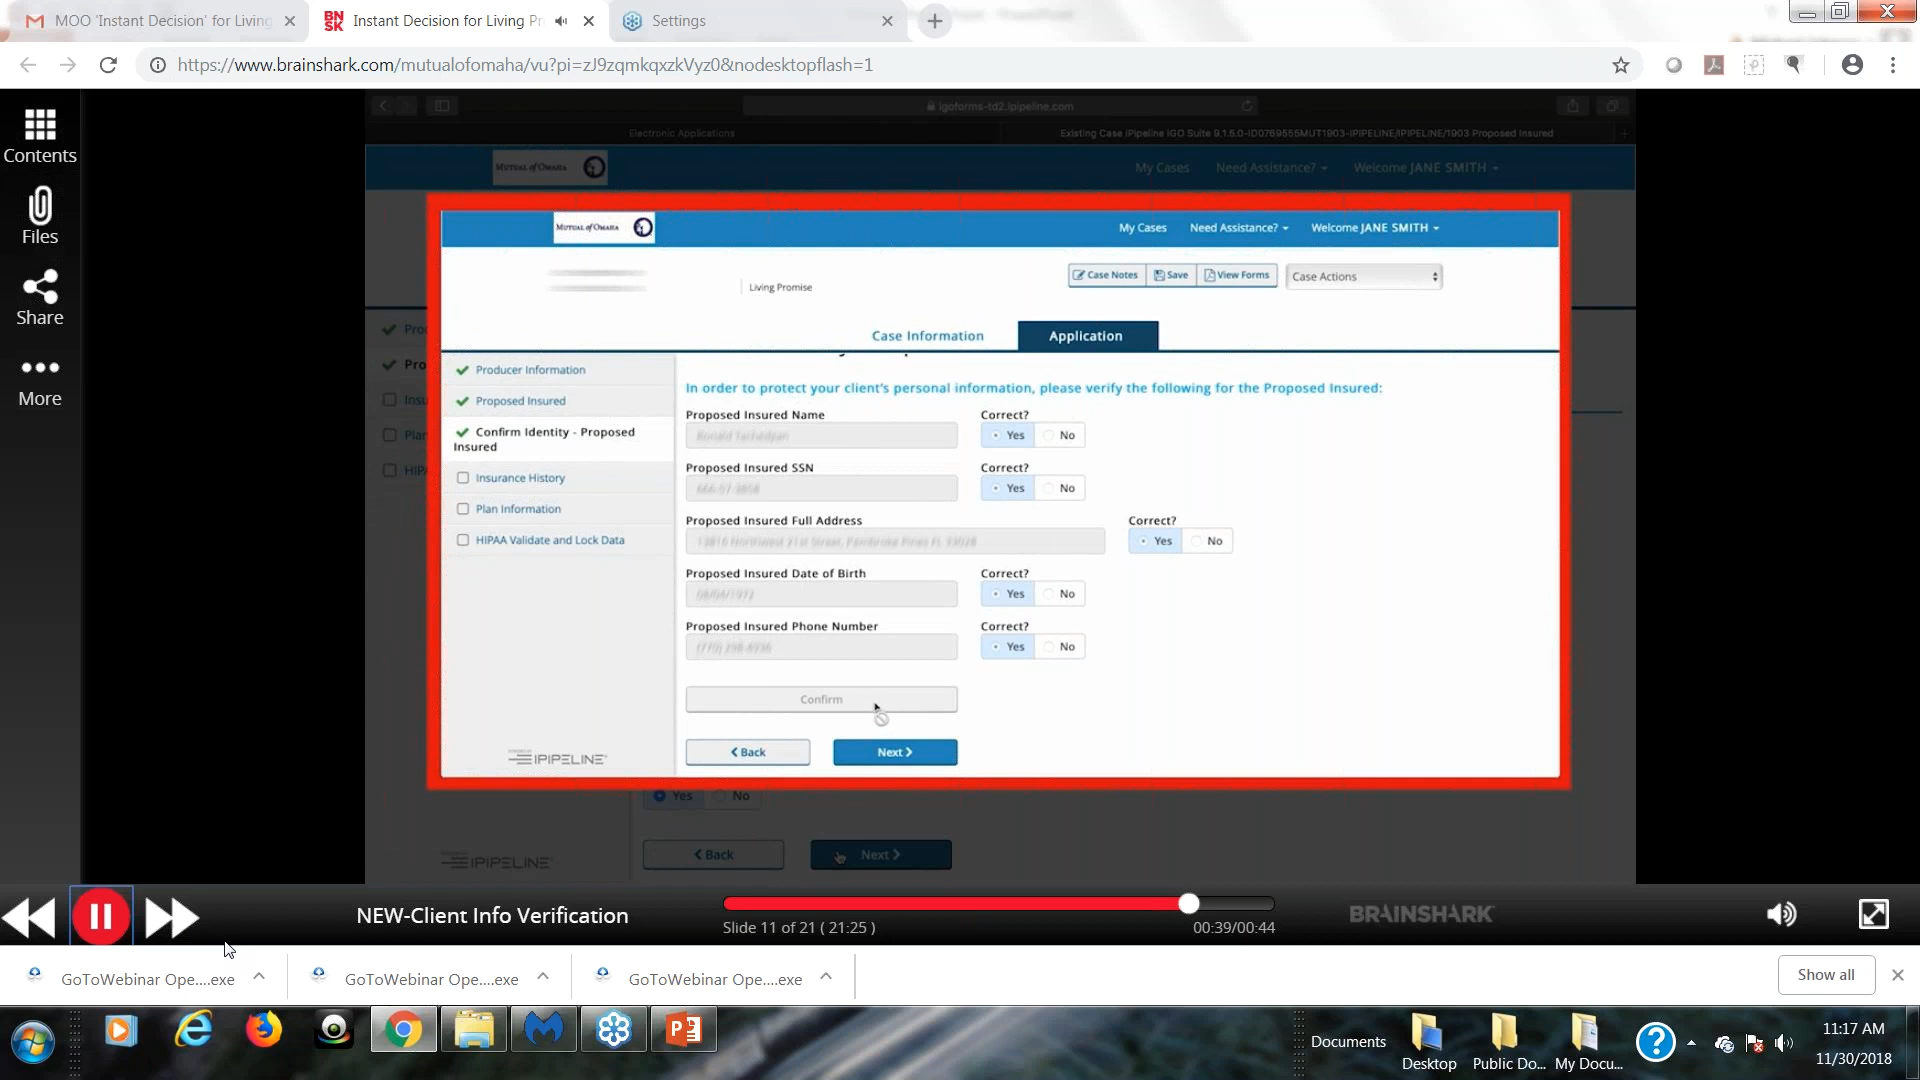 MOO 'Instant Decision' for Living
Instant Decision for Living Pr
Settings
https://www.brainshark.com/mutualofomaha/vu?pi=zJ9zqmkqxzkVyz0&nodesktopflash=1
Contents
Files
Share
More
igoforms-td2.ipipeline.com
Electronic Applications
Existing Case iPipeline iGO Suite 9.1.5.0-ID0769555MUT1903-IPIPELINE/IPIPELINE/1903 Proposed Insured
MUTUAL of OMAHA
My Cases
Need Assistance?
Welcome JANE SMITH
MUTUAL of OMAHA
My Cases
Need Assistance?
Welcome JANE SMITH
Living Promise
Case Notes
Save
View Forms
Case Actions
Case Information
Application
Producer Information
Proposed Insured
Confirm Identity - Proposed
Insured
Insurance History
Plan Information
HIPAA Validate and Lock Data
In order to protect your client's personal information, please verify the following for the Proposed Insured:
Proposed Insured Name
Correct?
Yes
No
Proposed Insured SSN
Correct?
Yes
No
Proposed Insured Full Address
Correct?
Yes
No
Proposed Insured Date of Birth
Correct?
Yes
No
Proposed Insured Phone Number
Correct?
Yes
No
Confirm
Back
Next
IPIPELINE
Yes
No
Back
Next
IPIPELINE
NEW-Client Info Verification
Slide 11 of 21 ( 21:25 )
00:39/00:44
BRAINSHARK
GoToWebinar Ope....exe
GoToWebinar Ope....exe
GoToWebinar Ope....exe
Show all
Documents
Desktop
Public Do...
My Docu...
11:17 AM
11/30/2018